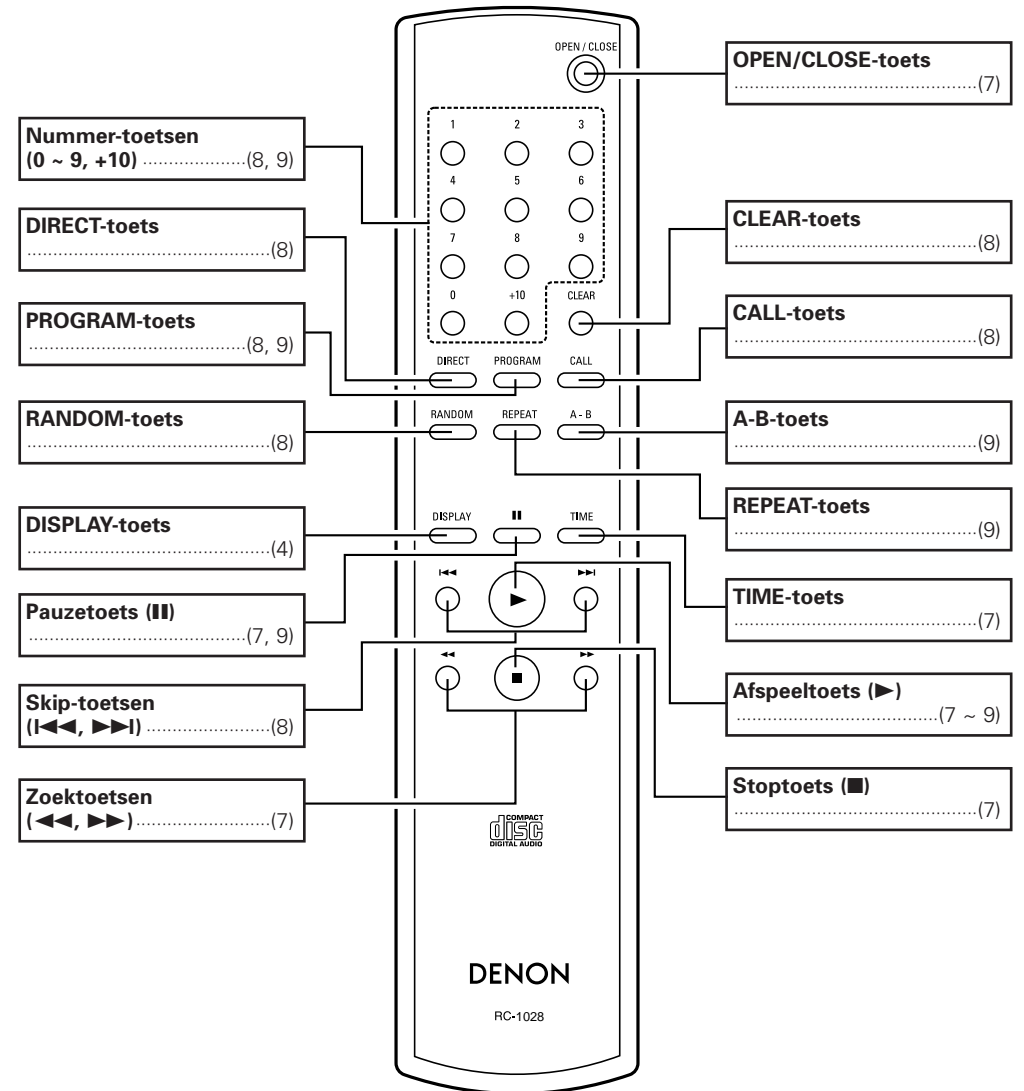 OPEN / CLOSE
OPEN/CLOSE-toets
................................................(7)
Nummer-toetsen
(0 ~ 9, +10) ....................(8, 9)
1 2 3
4 5 6
7 8 9
0 +10 CLEAR
DIRECT-toets
................................................(8)
CLEAR-toets
................................................(8)
PROGRAM-toets
...........................................(8, 9)
CALL-toets
................................................(8)
DIRECT PROGRAM CALL
RANDOM-toets
................................................(8)
RANDOM REPEAT A - B
A-B-toets
................................................(9)
DISPLAY-toets
................................................(4)
REPEAT-toets
................................................(9)
DISPLAY II TIME
Pauzetoets (II)
...........................................(7, 9)
TIME-toets
................................................(7)
I◄◄ ► ►►I
Skip-toetsen
(I◄◄, ►►I) .........................(8)
Afspeeltoets (►)
........................................(7 ~ 9)
◄◄ ■ ►►
Zoektoetsen
(◄◄, ►►)...........................(7)
Stoptoets (■)
................................................(7)
COMPACT
disc
DIGITAL AUDIO
DENON
RC-1028